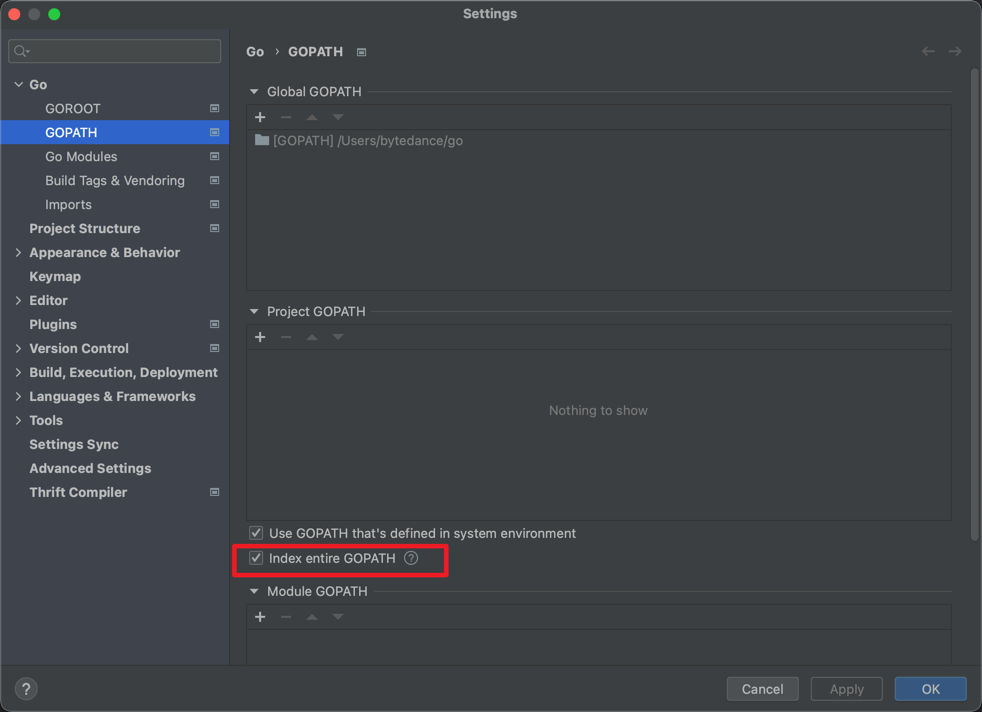 Settings
Go › GOPATH
Go
GOROOT
GOPATH
Go Modules
Build Tags & Vendoring
Imports
Project Structure
Appearance & Behavior
Keymap
Editor
Plugins
Version Control
Build, Execution, Deployment
Languages & Frameworks
Tools
Settings Sync
Advanced Settings
Thrift Compiler
Global GOPATH
[GOPATH] /Users/bytedance/go
Project GOPATH
Nothing to show
Use GOPATH that's defined in system environment
Index entire GOPATH ?
Module GOPATH
?
Cancel
Apply
OK